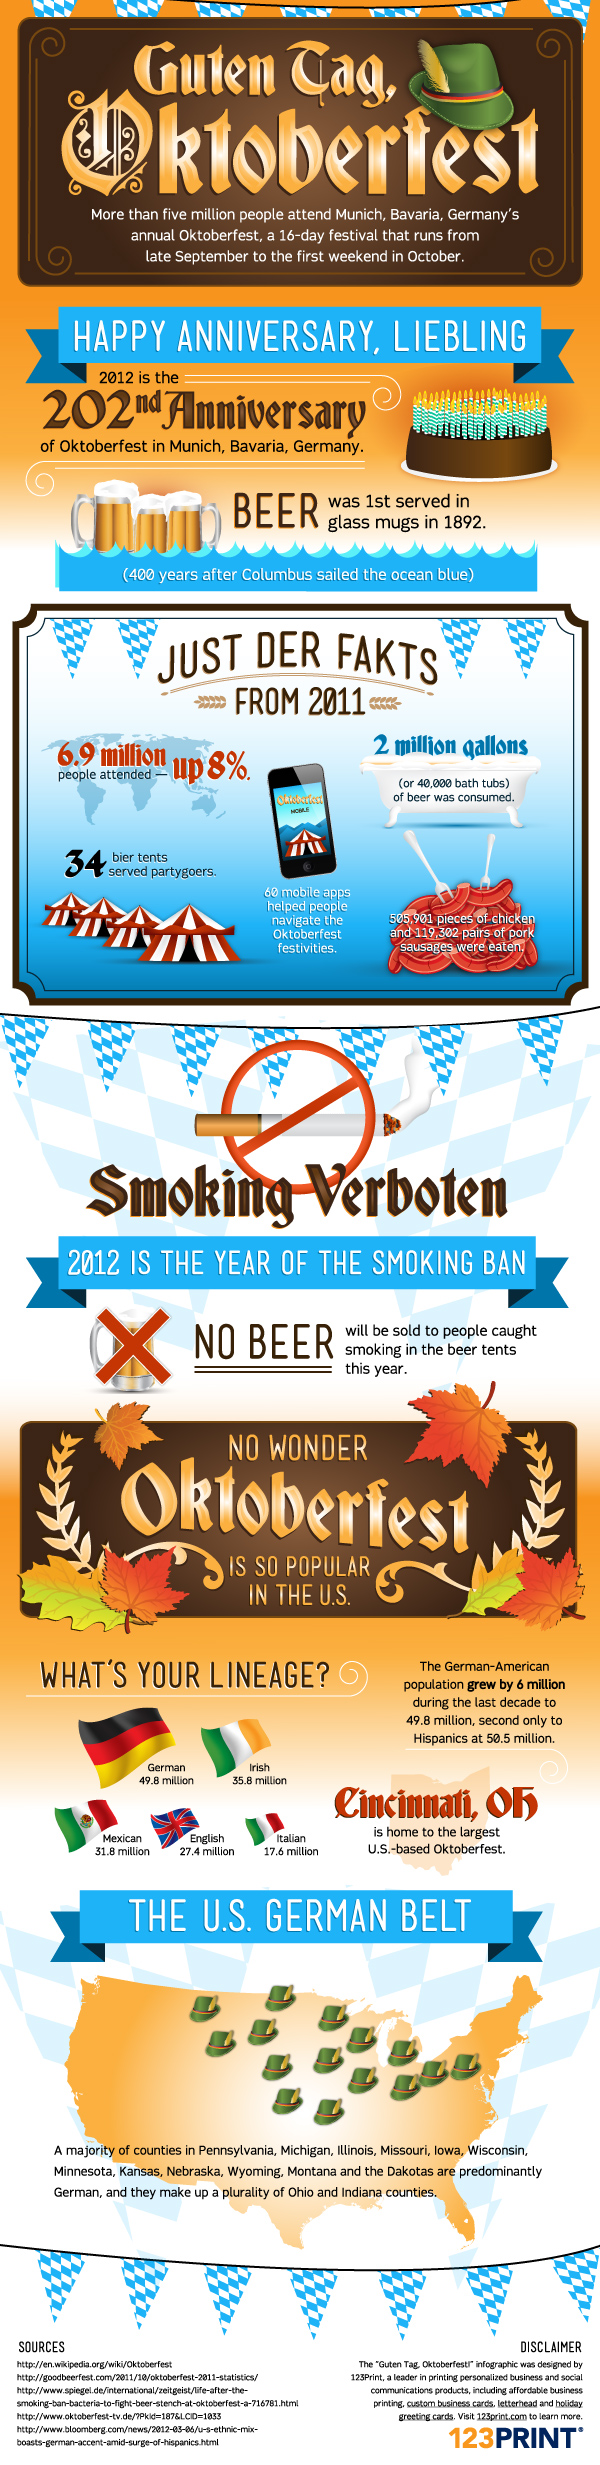 Guten Tag,
Oktoberfest
More than five million people attend Munich, Bavaria, Germany's
annual Oktoberfest, a 16-day festival that runs from
late September to the first weekend in October.
HAPPY ANNIVERSARY, LIEBLING
2012 is the
202nd Anniversary
of Oktoberfest in Munich, Bavaria, Germany.
BEER was 1st served in
glass mugs in 1892.
(400 years after Columbus sailed the ocean blue)
JUST DER FAKTS
FROM 2011
6.9 million
people attended — up 8%.
2 million gallons
(or 40,000 bath tubs)
of beer was consumed.
Oktoberfest
MOBILE
34 bier tents
served partygoers.
60 mobile apps
helped people
navigate the
Oktoberfest
festivities.
505,901 pieces of chicken
and 119,302 pairs of pork
sausages were eaten.
Smoking Verboten
2012 IS THE YEAR OF THE SMOKING BAN
NO BEER will be sold to people caught
smoking in the beer tents
this year.
NO WONDER
Oktoberfest
IS SO POPULAR
IN THE U.S.
WHAT'S YOUR LINEAGE?
German
49.8 million
Irish
35.8 million
Mexican
31.8 million
English
27.4 million
Italian
17.6 million
The German-American
population grew by 6 million
during the last decade to
49.8 million, second only to
Hispanics at 50.5 million.
Cincinnati, Oh
is home to the largest
U.S.-based Oktoberfest.
THE U.S. GERMAN BELT
A majority of counties in Pennsylvania, Michigan, Illinois, Missouri, Iowa, Wisconsin,
Minnesota, Kansas, Nebraska, Wyoming, Montana and the Dakotas are predominantly
German, and they make up a plurality of Ohio and Indiana counties.
SOURCES
http://en.wikipedia.org/wiki/Oktoberfest
http://goodbeerfest.com/2011/10/oktoberfest-2011-statistics/
http://www.spiegel.de/international/zeitgeist/life-after-the-
smoking-ban-bacteria-to-fight-beer-stench-at-oktoberfest-a-716781.html
http://www.oktoberfest-tv.de/?PkId=187&LCID=1033
http://www.bloomberg.com/news/2012-03-06/u-s-ethnic-mix-
boasts-german-accent-amid-surge-of-hispanics.html
DISCLAIMER
The "Guten Tag, Oktoberfest!" infographic was designed by
123Print, a leader in printing personalized business and social
communications products, including affordable business
printing, custom business cards, letterhead and holiday
greeting cards. Visit 123print.com to learn more.
123PRINT®